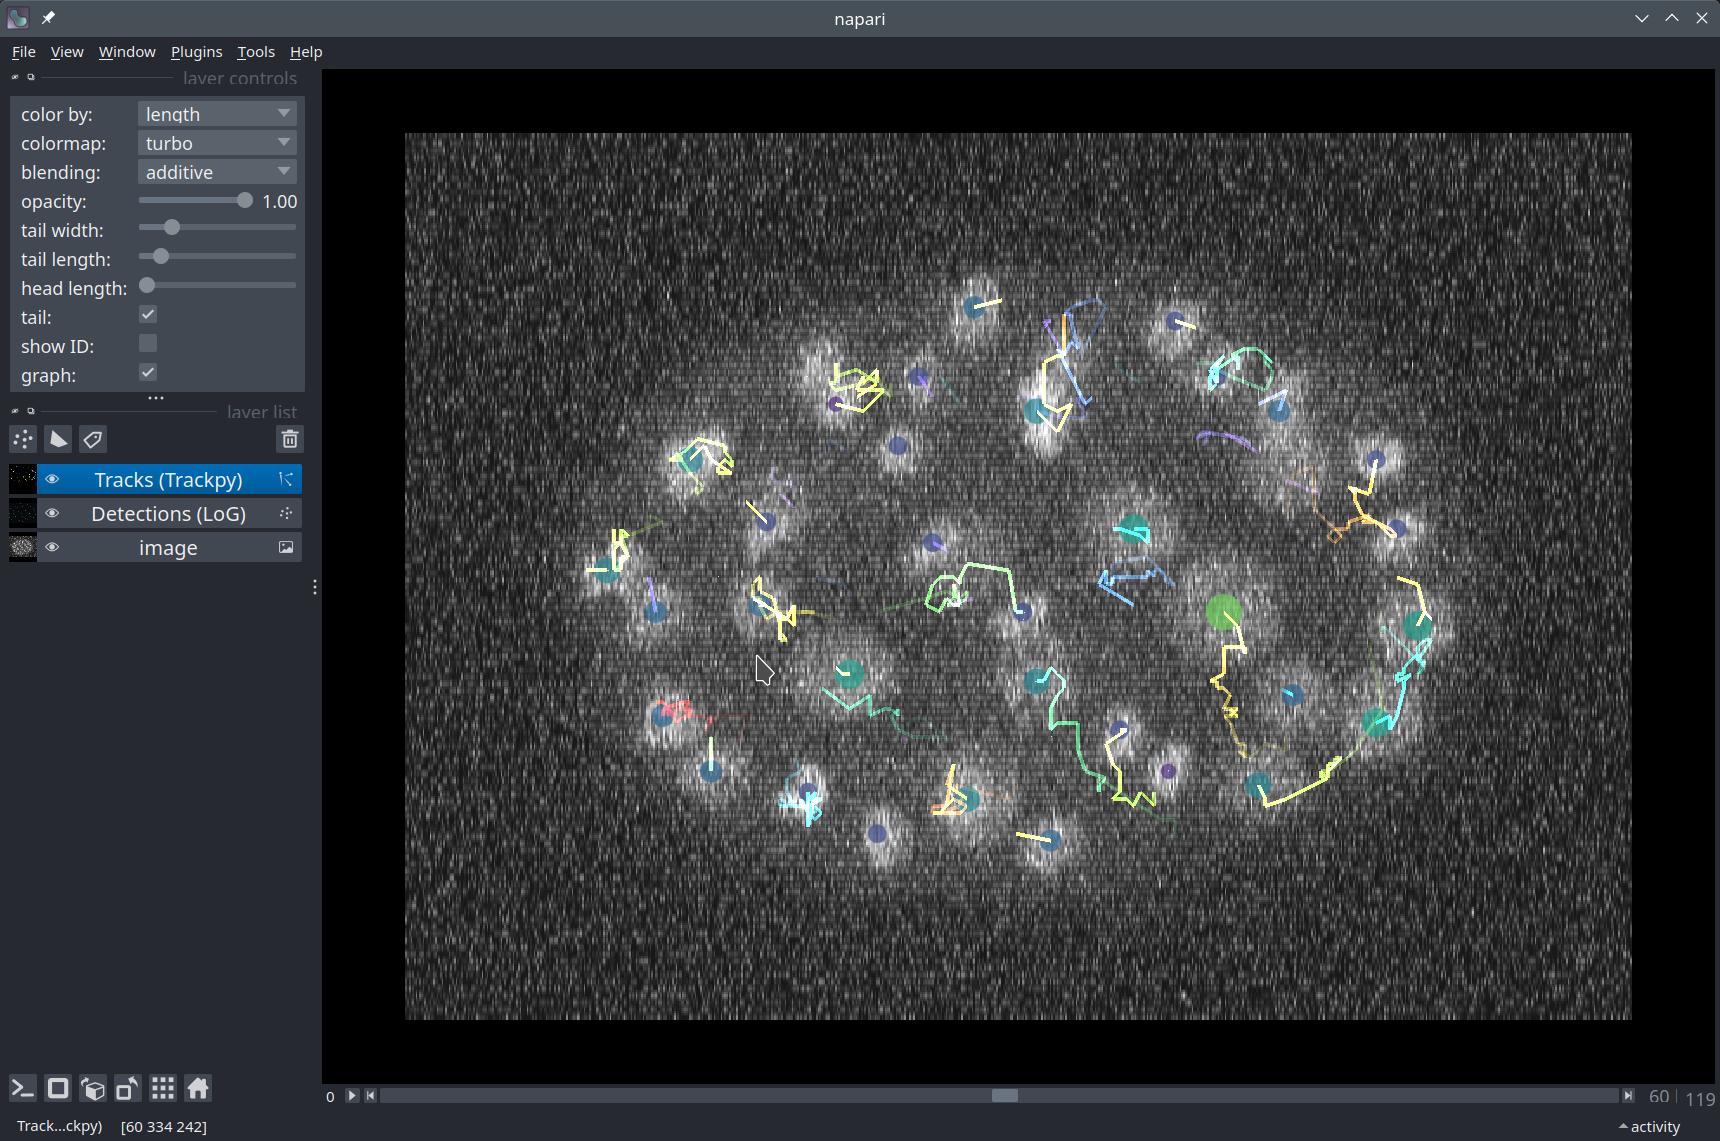 napari
File View Window Plugins Tools Help
layer controls
color by: length
colormap: turbo
blending: additive
opacity: 1.00
tail width:
tail length:
head length:
tail:
show ID:
graph:
layer list
Tracks (Trackpy)
Detections (LoG)
image
0 60 119
Track...ckpy) [60 334 242] activity